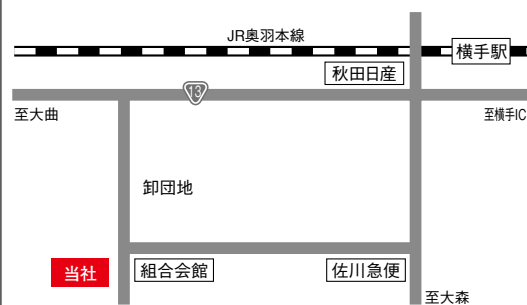 JR奥羽本線
横手駅
秋田日産
13
至大曲
至横手IC
卸団地
当社
組合会館
佐川急便
至大森